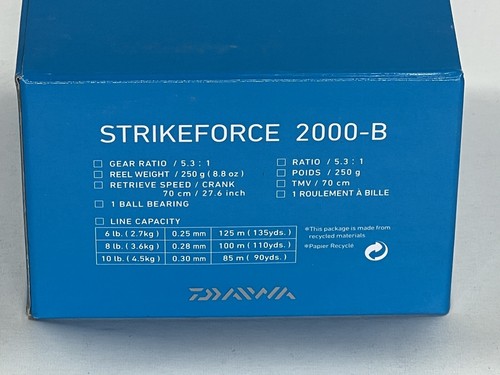 STRIKEFORCE 2000-B
GEAR RATIO / 5.3 : 1
REEL WEIGHT / 250 g (8.8 oz)
RETRIEVE SPEED / CRANK
70 cm / 27.6 inch
1 BALL BEARING
RATIO / 5.3 : 1
POIDS / 250 g
TMV / 70 cm
1 ROULEMENT À BILLE
LINE CAPACITY
6 lb. (2.7kg) 0.25 mm 125 m (135yds.)
8 lb. (3.6kg) 0.28 mm 100 m (110yds.)
10 lb. (4.5kg) 0.30 mm 85 m ( 90yds.)
*This package is made from
recycled materials.
*Papier Recyclé
DAIWA